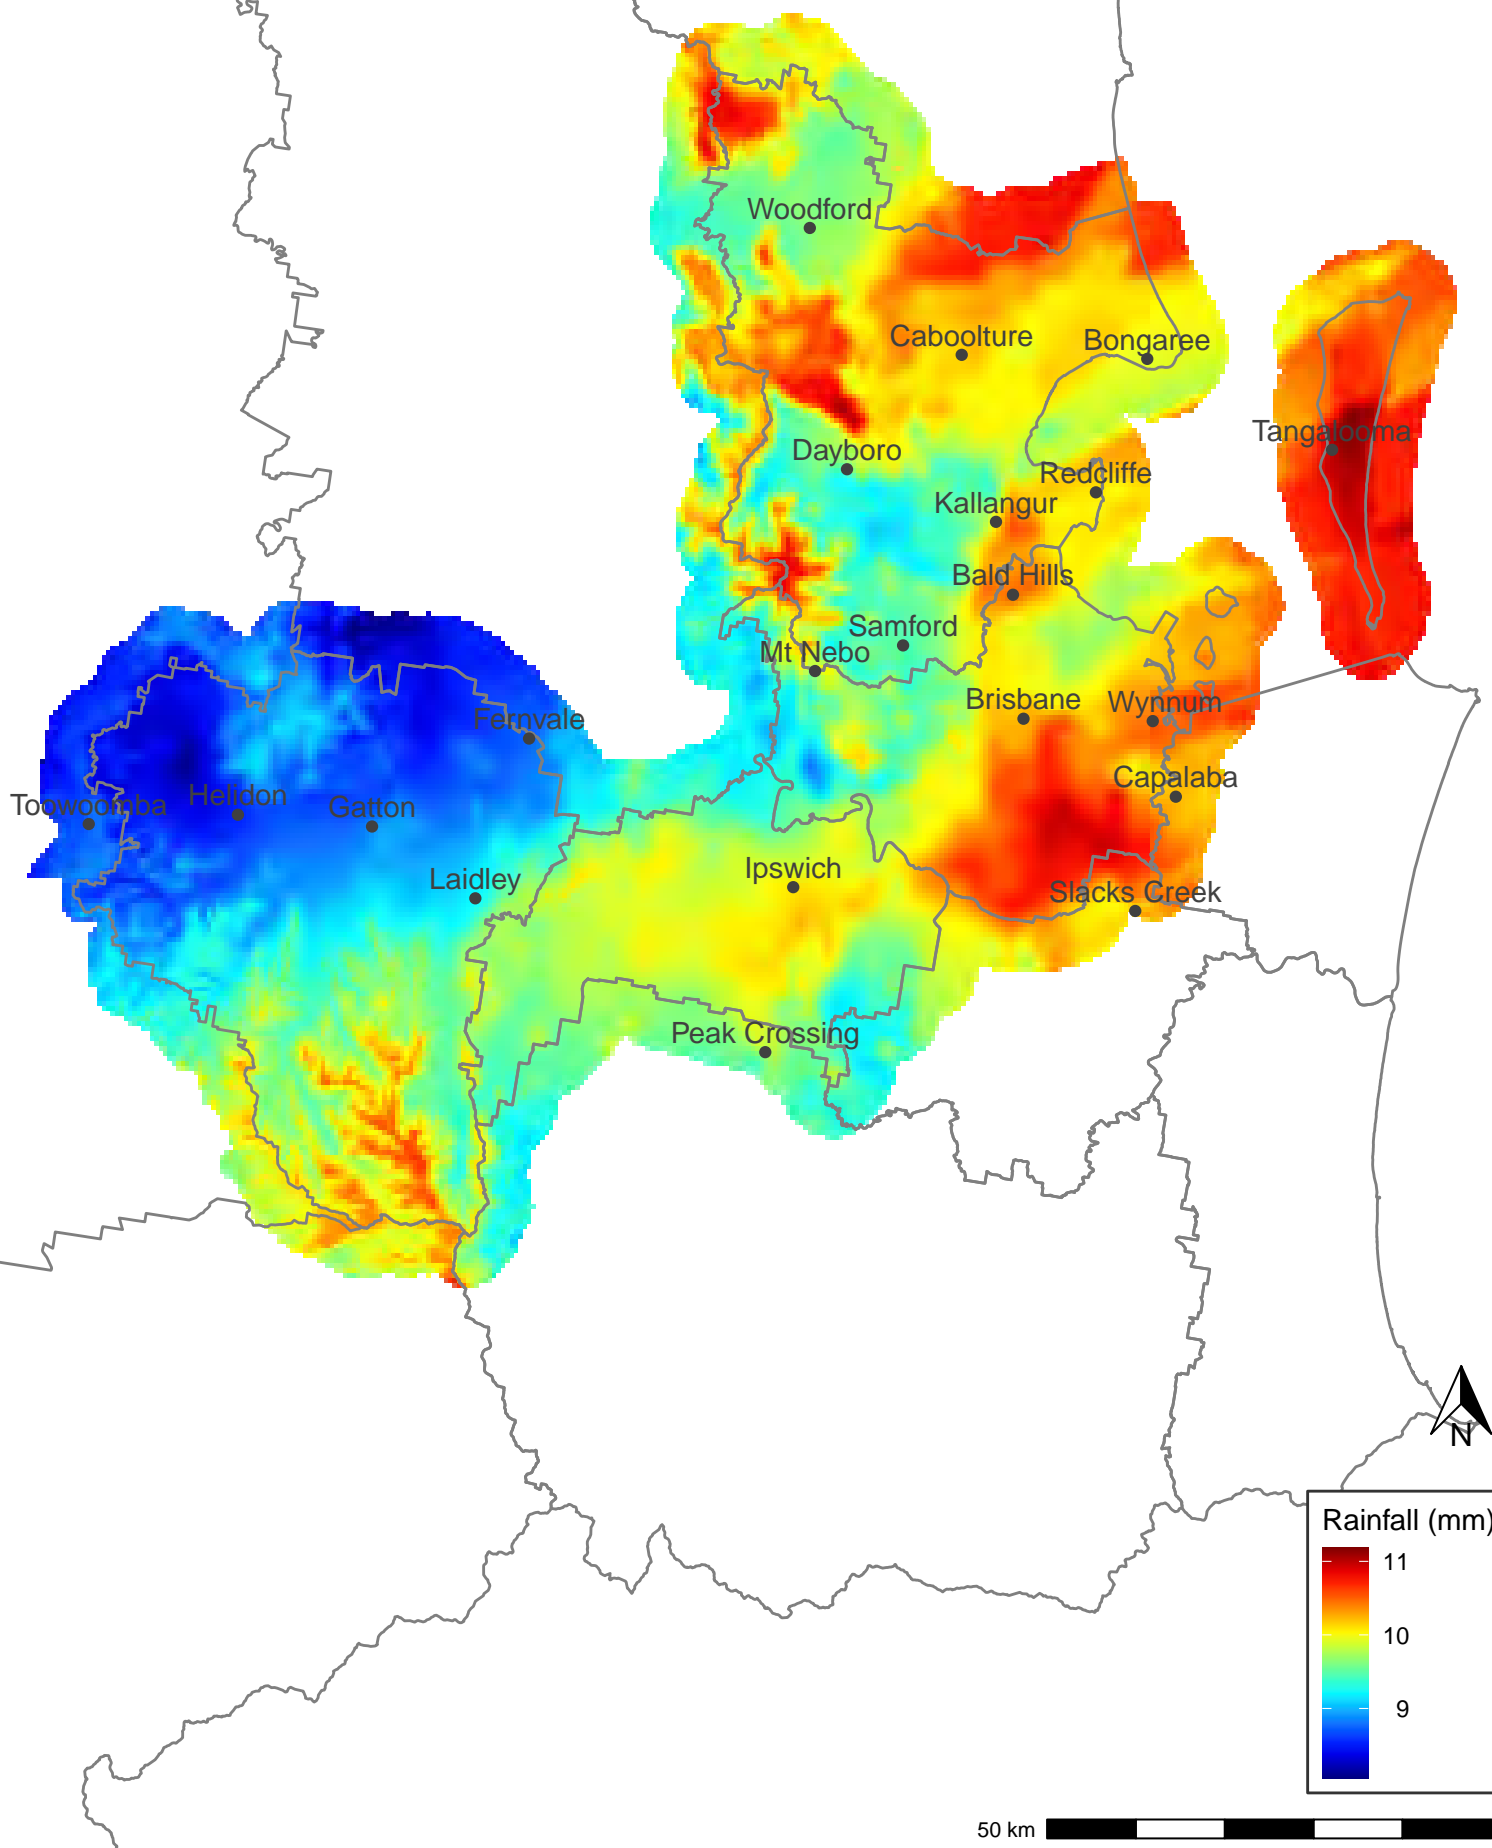 Woodford
Caboolture
Bongaree
Tangalooma
Dayboro
Redcliffe
Kallangur
Bald Hills
Samford
Mt Nebo
Brisbane
Wynnum
Fernvale
Capalaba
Toowoomba
Helidon
Gatton
Ipswich
Laidley
Slacks Creek
Peak Crossing
N
Rainfall (mm)
11
10
9
50 km